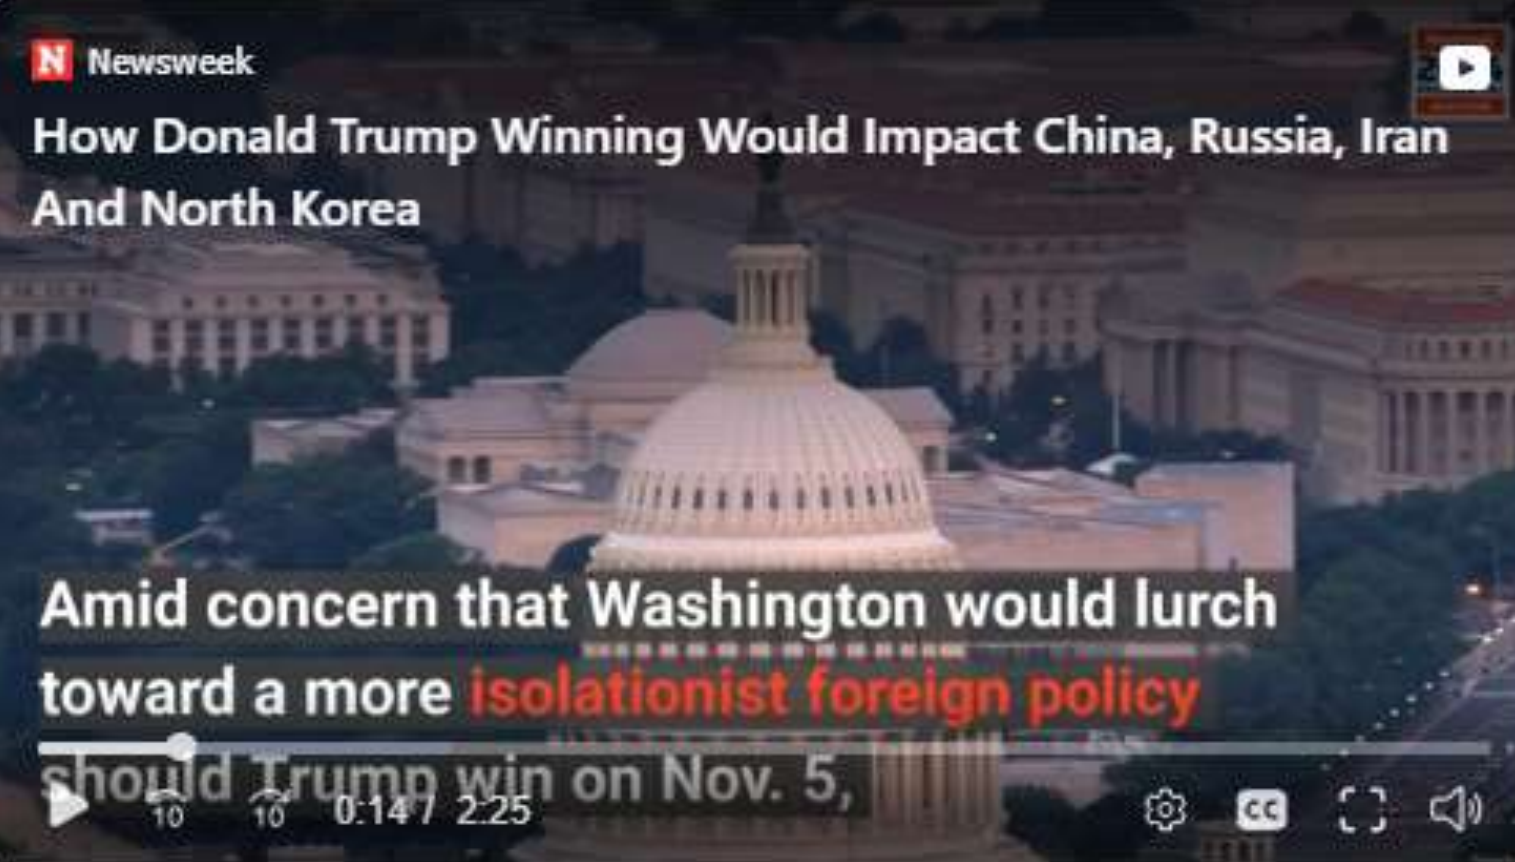 N Newsweek
How Donald Trump Winning Would Impact China, Russia, Iran
And North Korea
Amid concern that Washington would lurch
toward a more isolationist foreign policy
should Trump win on Nov. 5,
10 10 0:14 / 2:25 CC